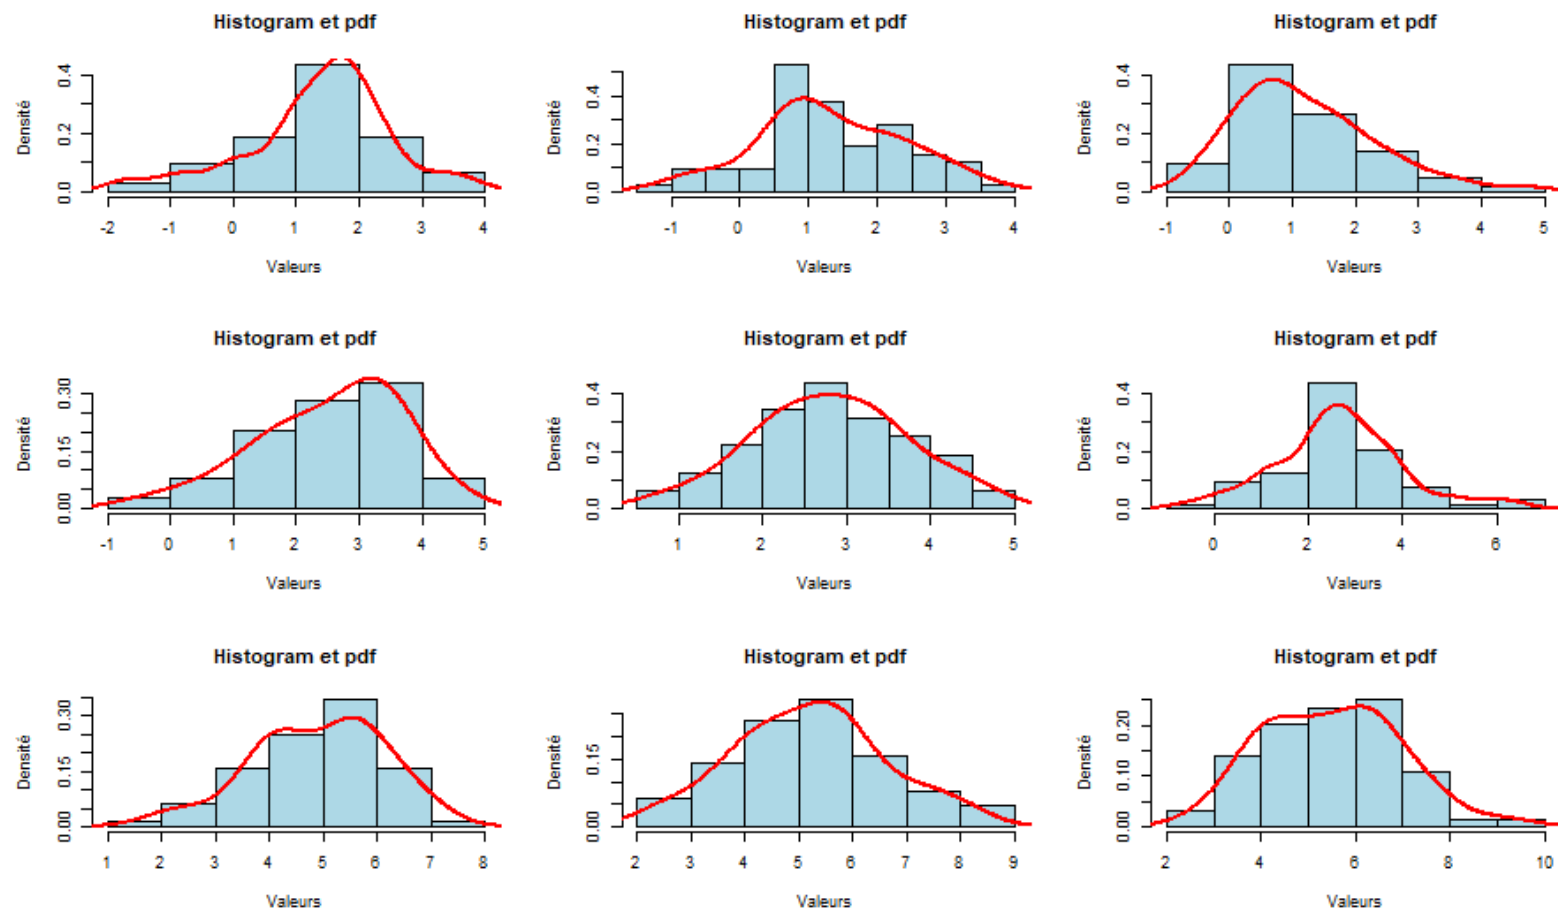 Histogram et pdf
Densité
0.0 0.2 0.4
-2 -1 0 1 2 3 4
Valeurs
Histogram et pdf
Densité
0.0 0.2 0.4
-1 0 1 2 3 4
Valeurs
Histogram et pdf
Densité
0.0 0.2 0.4
-1 0 1 2 3 4 5
Valeurs
Histogram et pdf
Densité
0.00 0.15 0.30
-1 0 1 2 3 4 5
Valeurs
Histogram et pdf
Densité
0.0 0.2 0.4
1 2 3 4 5
Valeurs
Histogram et pdf
Densité
0.0 0.2 0.4
0 2 4 6
Valeurs
Histogram et pdf
Densité
0.00 0.15 0.30
1 2 3 4 5 6 7 8
Valeurs
Histogram et pdf
Densité
0.00 0.15
2 3 4 5 6 7 8 9
Valeurs
Histogram et pdf
Densité
0.00 0.10 0.20
2 4 6 8 10
Valeurs